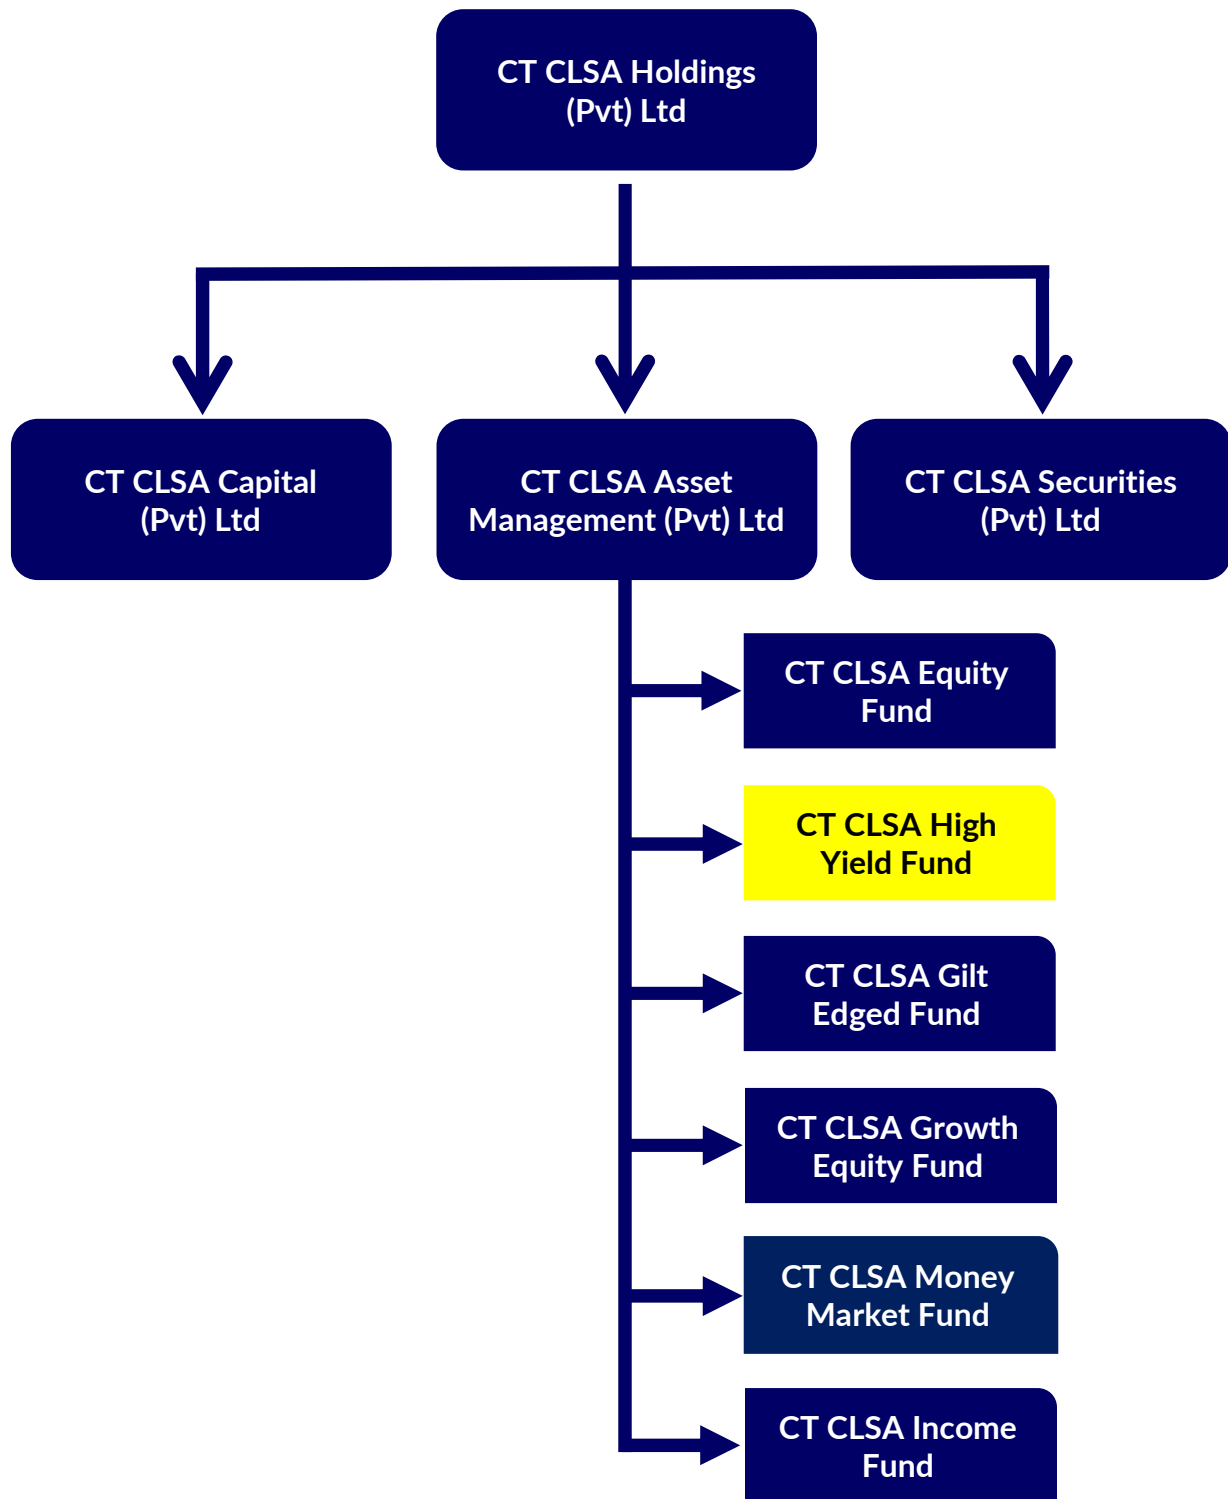 CT CLSA Holdings
(Pvt) Ltd
CT CLSA Capital
(Pvt) Ltd
CT CLSA Asset
Management (Pvt) Ltd
CT CLSA Securities
(Pvt) Ltd
CT CLSA Equity
Fund
CT CLSA High
Yield Fund
CT CLSA Gilt
Edged Fund
CT CLSA Growth
Equity Fund
CT CLSA Money
Market Fund
CT CLSA Income
Fund